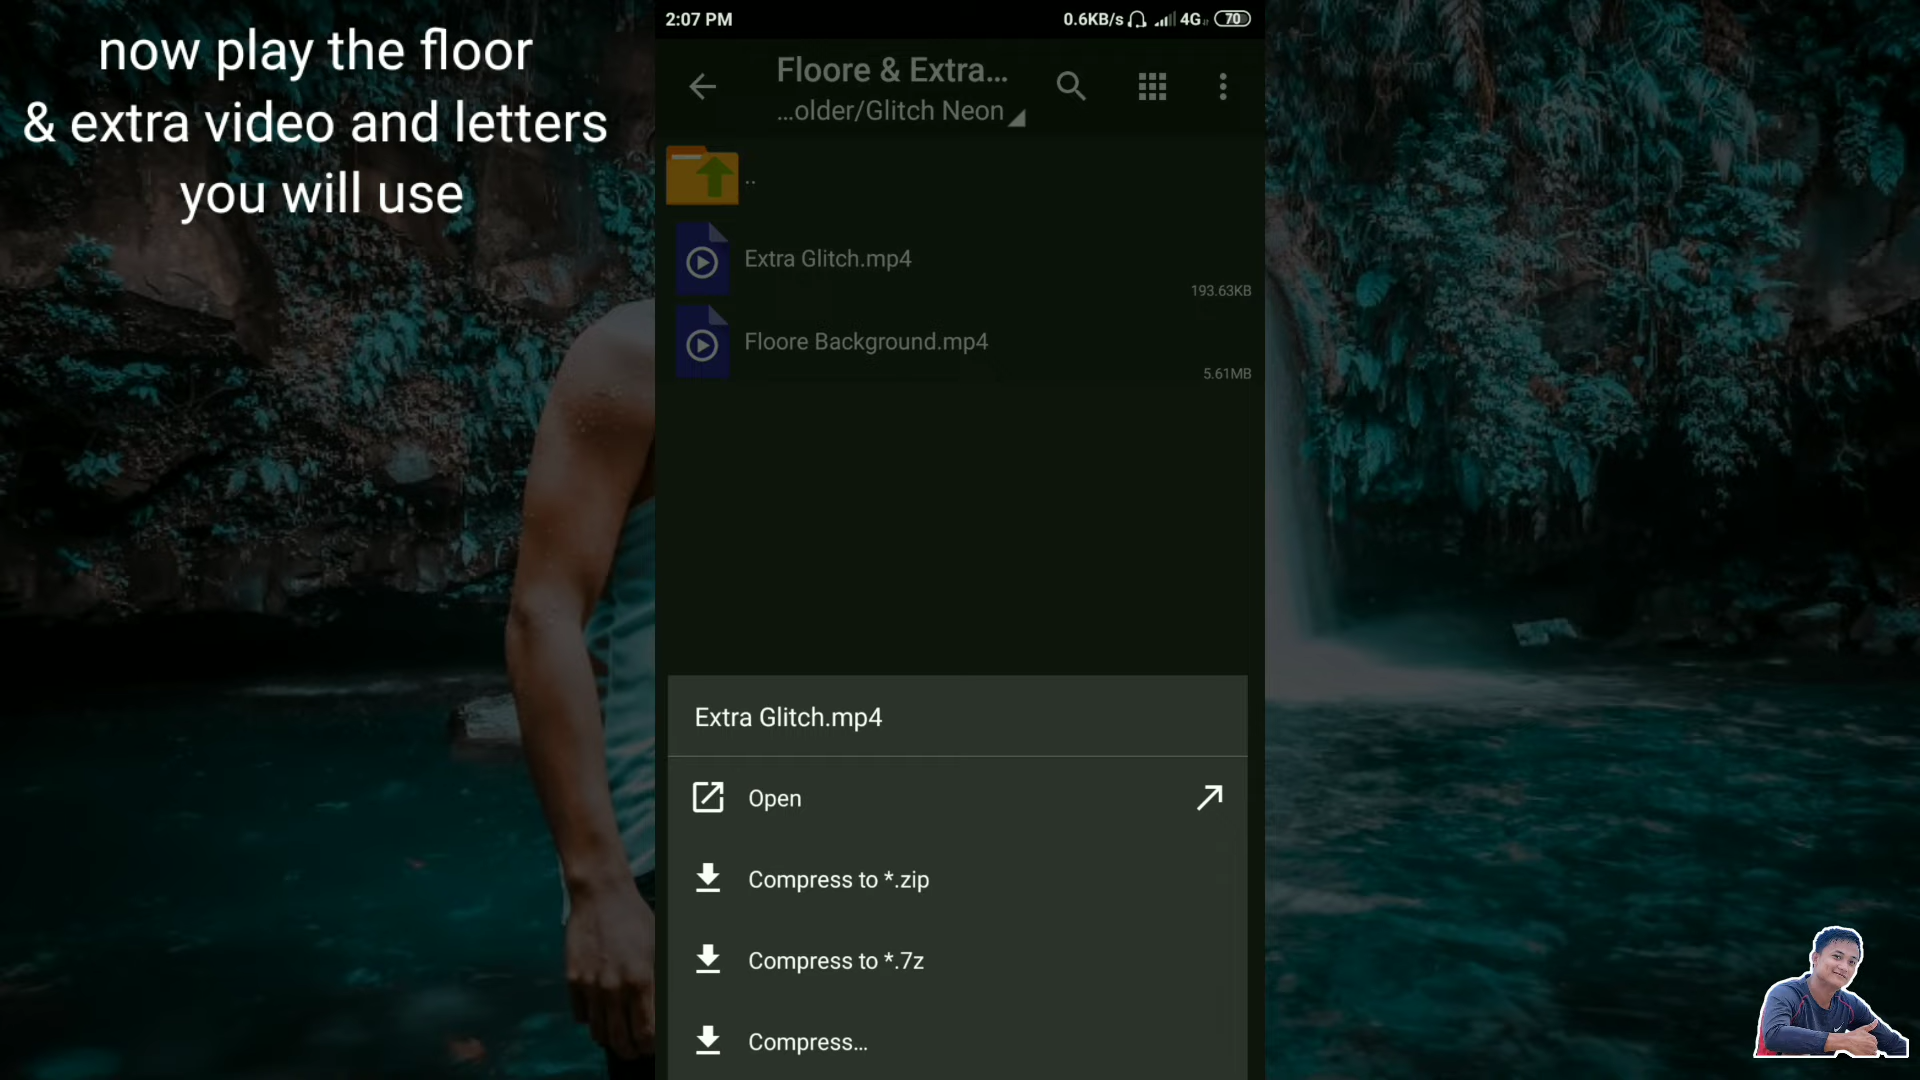 now play the floor
& extra video and letters
you will use
2:07 PM
0.6KB/s 4G 70
Floore & Extra...
...older/Glitch Neon
..
Extra Glitch.mp4
193.63KB
Floore Background.mp4
5.61MB
Extra Glitch.mp4
Open
Compress to *.zip
Compress to *.7z
Compress...